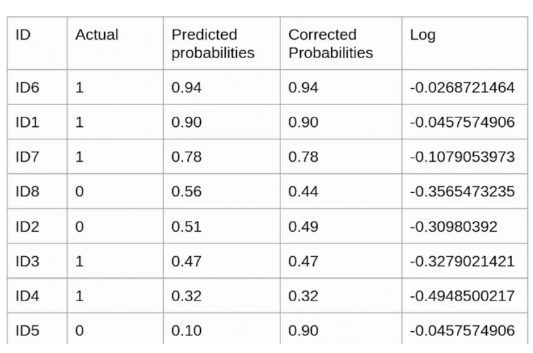 ID Actual Predicted probabilities Corrected Probabilities Log
ID6 1 0.94 0.94 -0.0268721464
ID1 1 0.90 0.90 -0.0457574906
ID7 1 0.78 0.78 -0.1079053973
ID8 0 0.56 0.44 -0.3565473235
ID2 0 0.51 0.49 -0.30980392
ID3 1 0.47 0.47 -0.3279021421
ID4 1 0.32 0.32 -0.4948500217
ID5 0 0.10 0.90 -0.0457574906